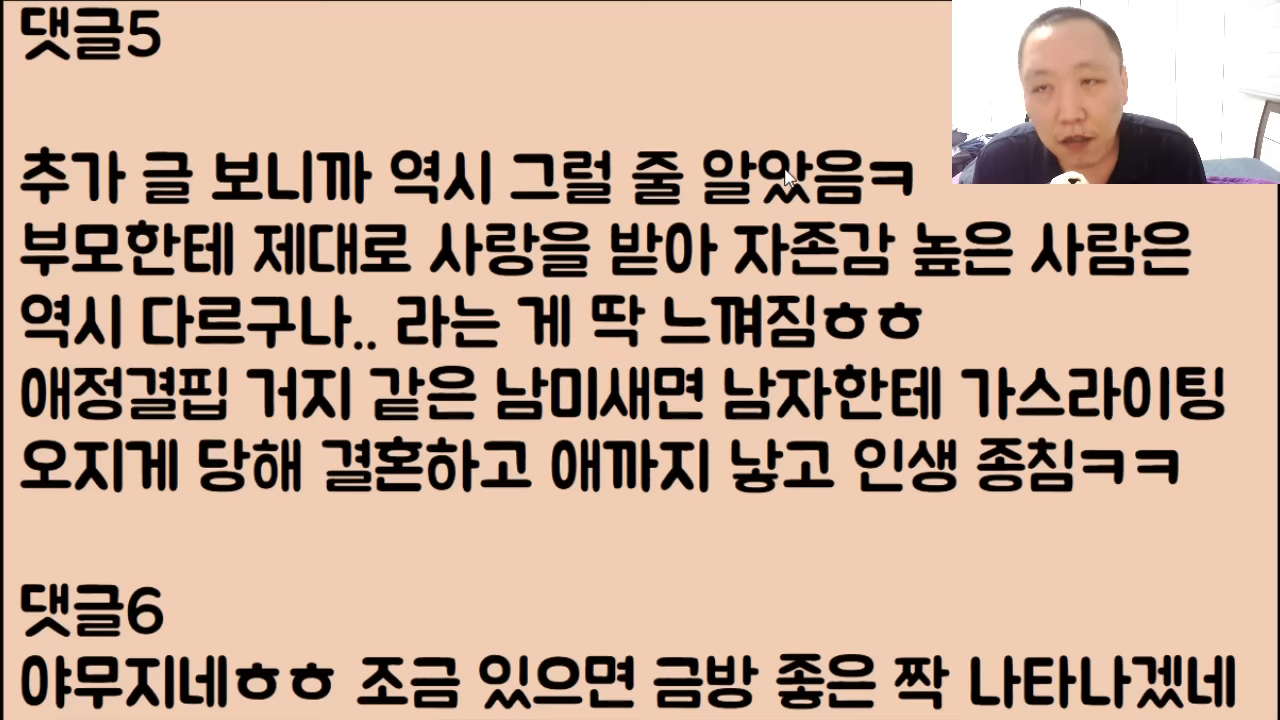 댓글5
추가 글 보니까 역시 그럴 줄 알았음ㅋ
부모한테 제대로 사랑을 받아 자존감 높은 사람은
역시 다르구나.. 라는 게 딱 느껴짐ㅎㅎ
애정결핍 거지 같은 남미새면 남자한테 가스라이팅
오지게 당해 결혼하고 애까지 낳고 인생 종침ㅋㅋ
댓글6
야무지네ㅎㅎ 조금 있으면 금방 좋은 짝 나타나겠네